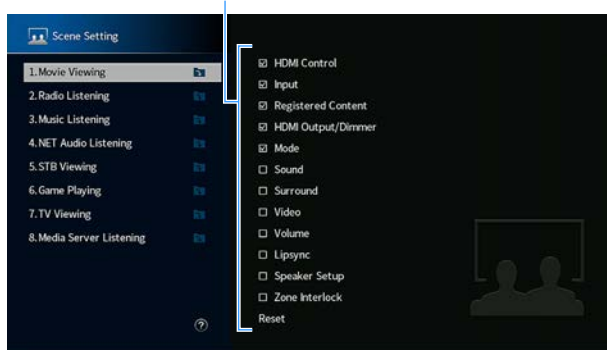 Scene Setting
1.Movie Viewing
2.Radio Listening
3.Music Listening
4.NET Audio Listening
5.STB Viewing
6.Game Playing
7.TV Viewing
8.Media Server Listening
?
HDMI Control
Input
Registered Content
HDMI Output/Dimmer
Mode
Sound
Surround
Video
Volume
Lipsync
Speaker Setup
Zone Interlock
Reset